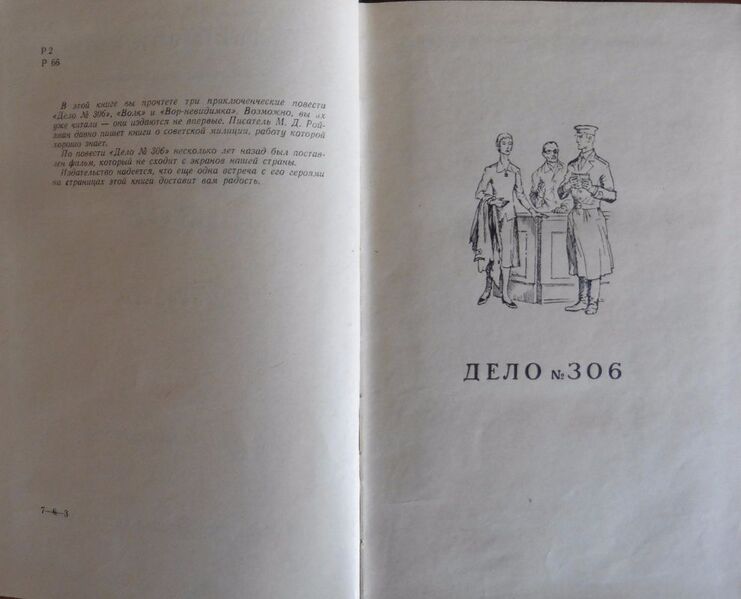 Р 2
Р 66
В этой книге вы прочтете три приключенческие повести
«Дело № 306», «Волк» и «Вор-невидимка». Возможно, вы их
уже читали — они издаются не впервые. Писатель М. Д. Рой-
зман давно пишет книги о советской милиции, работу которой
хорошо знает.
По повести «Дело № 306» несколько лет назад был постав-
лен фильм, который не сходит с экранов нашей страны.
Издательство надеется, что еще одна встреча с его героями
на страницах этой книги доставит вам радость.
7—6—3
ДЕЛО № 306